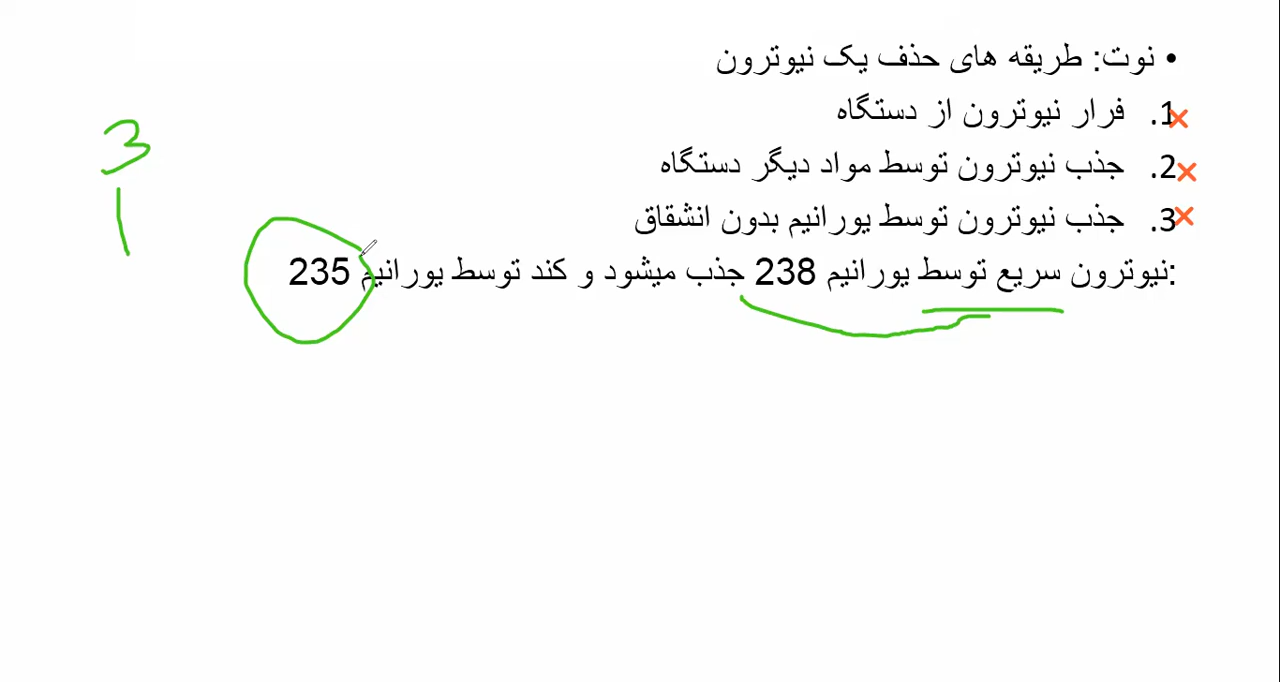 • نوت: طریقه های حذف یک نیوترون
1. فرار نیوترون از دستگاه
2. جذب نیوترون توسط مواد دیگر دستگاه
3. جذب نیوترون توسط یورانیم بدون انشقاق
:نیوترون سریع توسط یورانیم 238 جذب میشود و کند توسط یورانیم 235
3
1